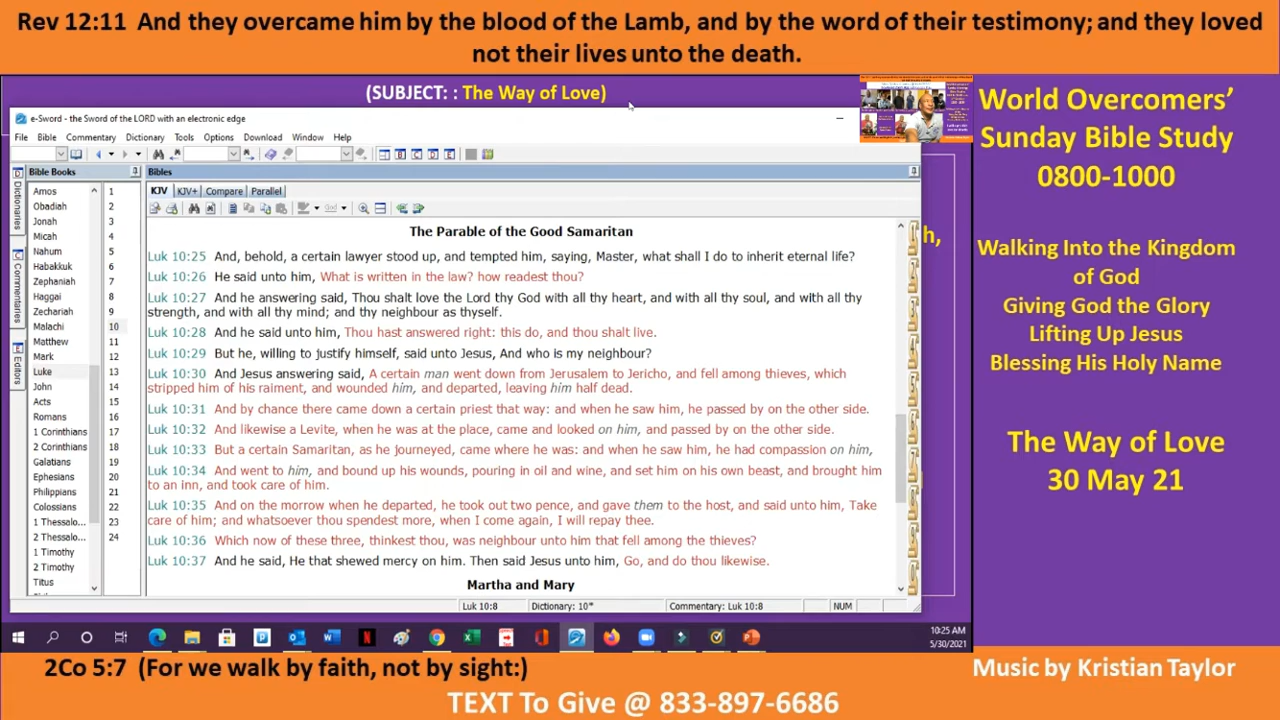 Rev 12:11 And they overcame him by the blood of the Lamb, and by the word of their testimony; and they loved
not their lives unto the death.
(SUBJECT: : The Way of Love)
e-Sword - the Sword of the LORD with an electronic edge
File Bible Commentary Dictionary Tools Options Download Window Help
Bible Books
Bibles
Dictionaries
Commentaries
Editors
KJV KJV+ Compare Parallel
Amos 1
Obadiah 2
Jonah 3
Micah 4
Nahum 5
Habakkuk 6
Zephaniah 7
Haggai 8
Zechariah 9
Malachi 10
Matthew 11
Mark 12
Luke 13
John 14
Acts 15
Romans 16
1 Corinthians 17
2 Corinthians 18
Galatians 19
Ephesians 20
Philippians 21
Colossians 22
1 Thessalo... 23
2 Thessalo... 24
1 Timothy
2 Timothy
Titus
The Parable of the Good Samaritan
Luk 10:25 And, behold, a certain lawyer stood up, and tempted him, saying, Master, what shall I do to inherit eternal life?
Luk 10:26 He said unto him, What is written in the law? how readest thou?
Luk 10:27 And he answering said, Thou shalt love the Lord thy God with all thy heart, and with all thy soul, and with all thy
strength, and with all thy mind; and thy neighbour as thyself.
Luk 10:28 And he said unto him, Thou hast answered right: this do, and thou shalt live.
Luk 10:29 But he, willing to justify himself, said unto Jesus, And who is my neighbour?
Luk 10:30 And Jesus answering said, A certain man went down from Jerusalem to Jericho, and fell among thieves, which
stripped him of his raiment, and wounded him, and departed, leaving him half dead.
Luk 10:31 And by chance there came down a certain priest that way: and when he saw him, he passed by on the other side.
Luk 10:32 And likewise a Levite, when he was at the place, came and looked on him, and passed by on the other side.
Luk 10:33 But a certain Samaritan, as he journeyed, came where he was: and when he saw him, he had compassion on him,
Luk 10:34 And went to him, and bound up his wounds, pouring in oil and wine, and set him on his own beast, and brought him
to an inn, and took care of him.
Luk 10:35 And on the morrow when he departed, he took out two pence, and gave them to the host, and said unto him, Take
care of him; and whatsoever thou spendest more, when I come again, I will repay thee.
Luk 10:36 Which now of these three, thinkest thou, was neighbour unto him that fell among the thieves?
Luk 10:37 And he said, He that shewed mercy on him. Then said Jesus unto him, Go, and do thou likewise.
Martha and Mary
Luk 10:8 Dictionary: 10* Commentary: Luk 10:8 NUM
h,
World Overcomers'
Sunday Bible Study
0800-1000
Walking Into the Kingdom
of God
Giving God the Glory
Lifting Up Jesus
Blessing His Holy Name
The Way of Love
30 May 21
10:25 AM
5/30/2021
2Co 5:7 (For we walk by faith, not by sight:)
Music by Kristian Taylor
TEXT To Give @ 833-897-6686